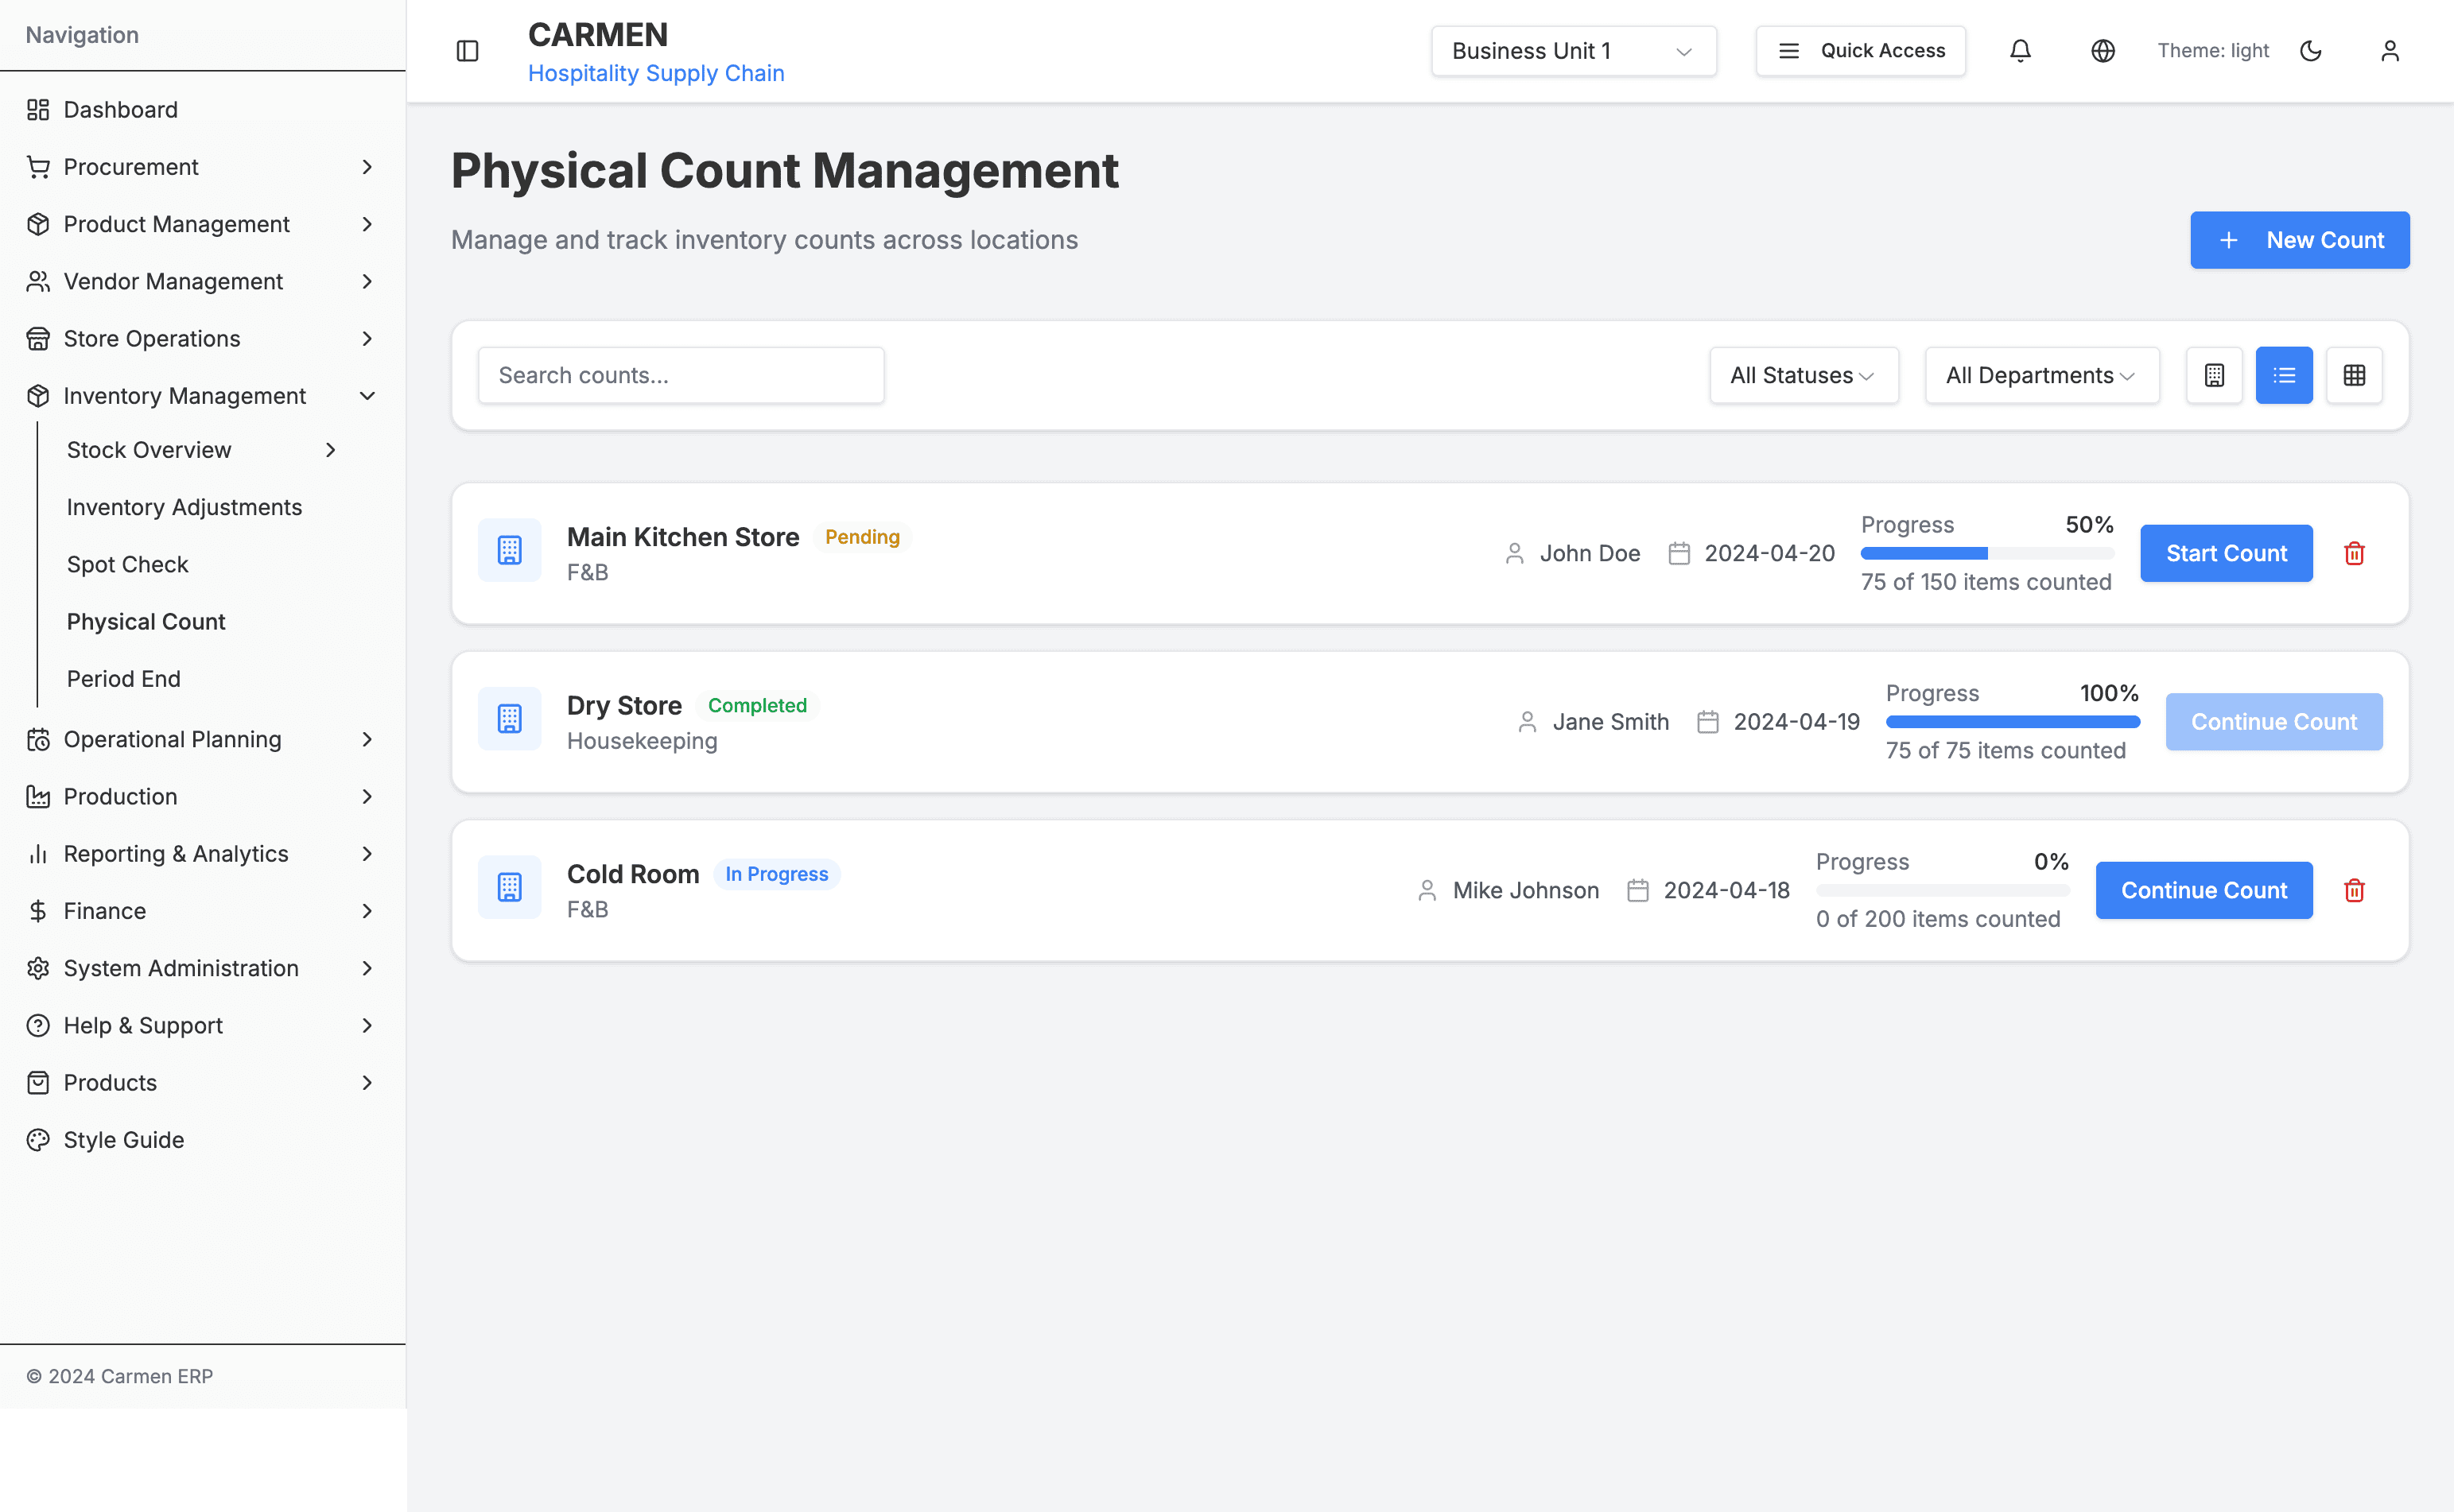 Navigation
Dashboard
Procurement
Product Management
Vendor Management
Store Operations
Inventory Management
Stock Overview
Inventory Adjustments
Spot Check
Physical Count
Period End
Operational Planning
Production
Reporting & Analytics
Finance
System Administration
Help & Support
Products
Style Guide
© 2024 Carmen ERP
CARMEN
Hospitality Supply Chain
Business Unit 1
Quick Access
Theme: light
Physical Count Management
Manage and track inventory counts across locations
New Count
Search counts...
All Statuses
All Departments
Main Kitchen Store
Pending
F&B
John Doe
2024-04-20
Progress
50%
75 of 150 items counted
Start Count
Dry Store
Completed
Housekeeping
Jane Smith
2024-04-19
Progress
100%
75 of 75 items counted
Continue Count
Cold Room
In Progress
F&B
Mike Johnson
2024-04-18
Progress
0%
0 of 200 items counted
Continue Count